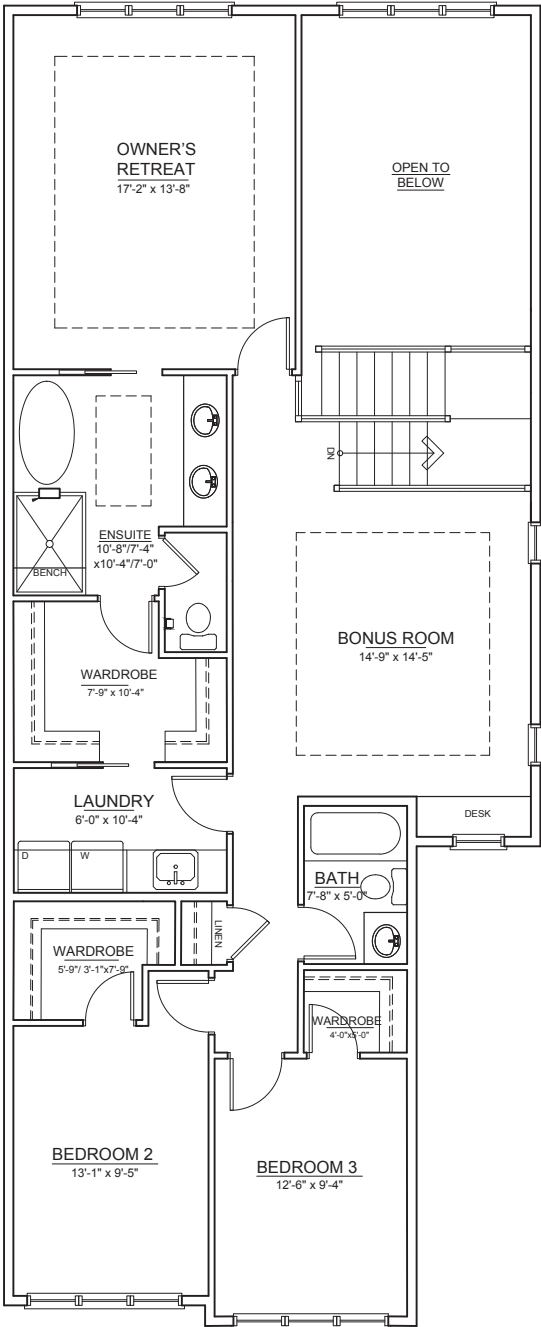 OWNER'S
RETREAT
17'-2" x 13'-8"
OPEN TO
BELOW
DN
ENSUITE
10'-8"/7'-4"
x10'-4"/7'-0"
BENCH
BONUS ROOM
14'-9" x 14'-5"
WARDROBE
7'-9" x 10'-4"
LAUNDRY
6'-0" x 10'-4"
D
W
DESK
BATH
7'-8" x 5'-0"
LINEN
WARDROBE
5'-9"/ 3'-1"x7'-9"
WARDROBE
4'-0"x5'-0"
BEDROOM 2
13'-1" x 9'-5"
BEDROOM 3
12'-6" x 9'-4"